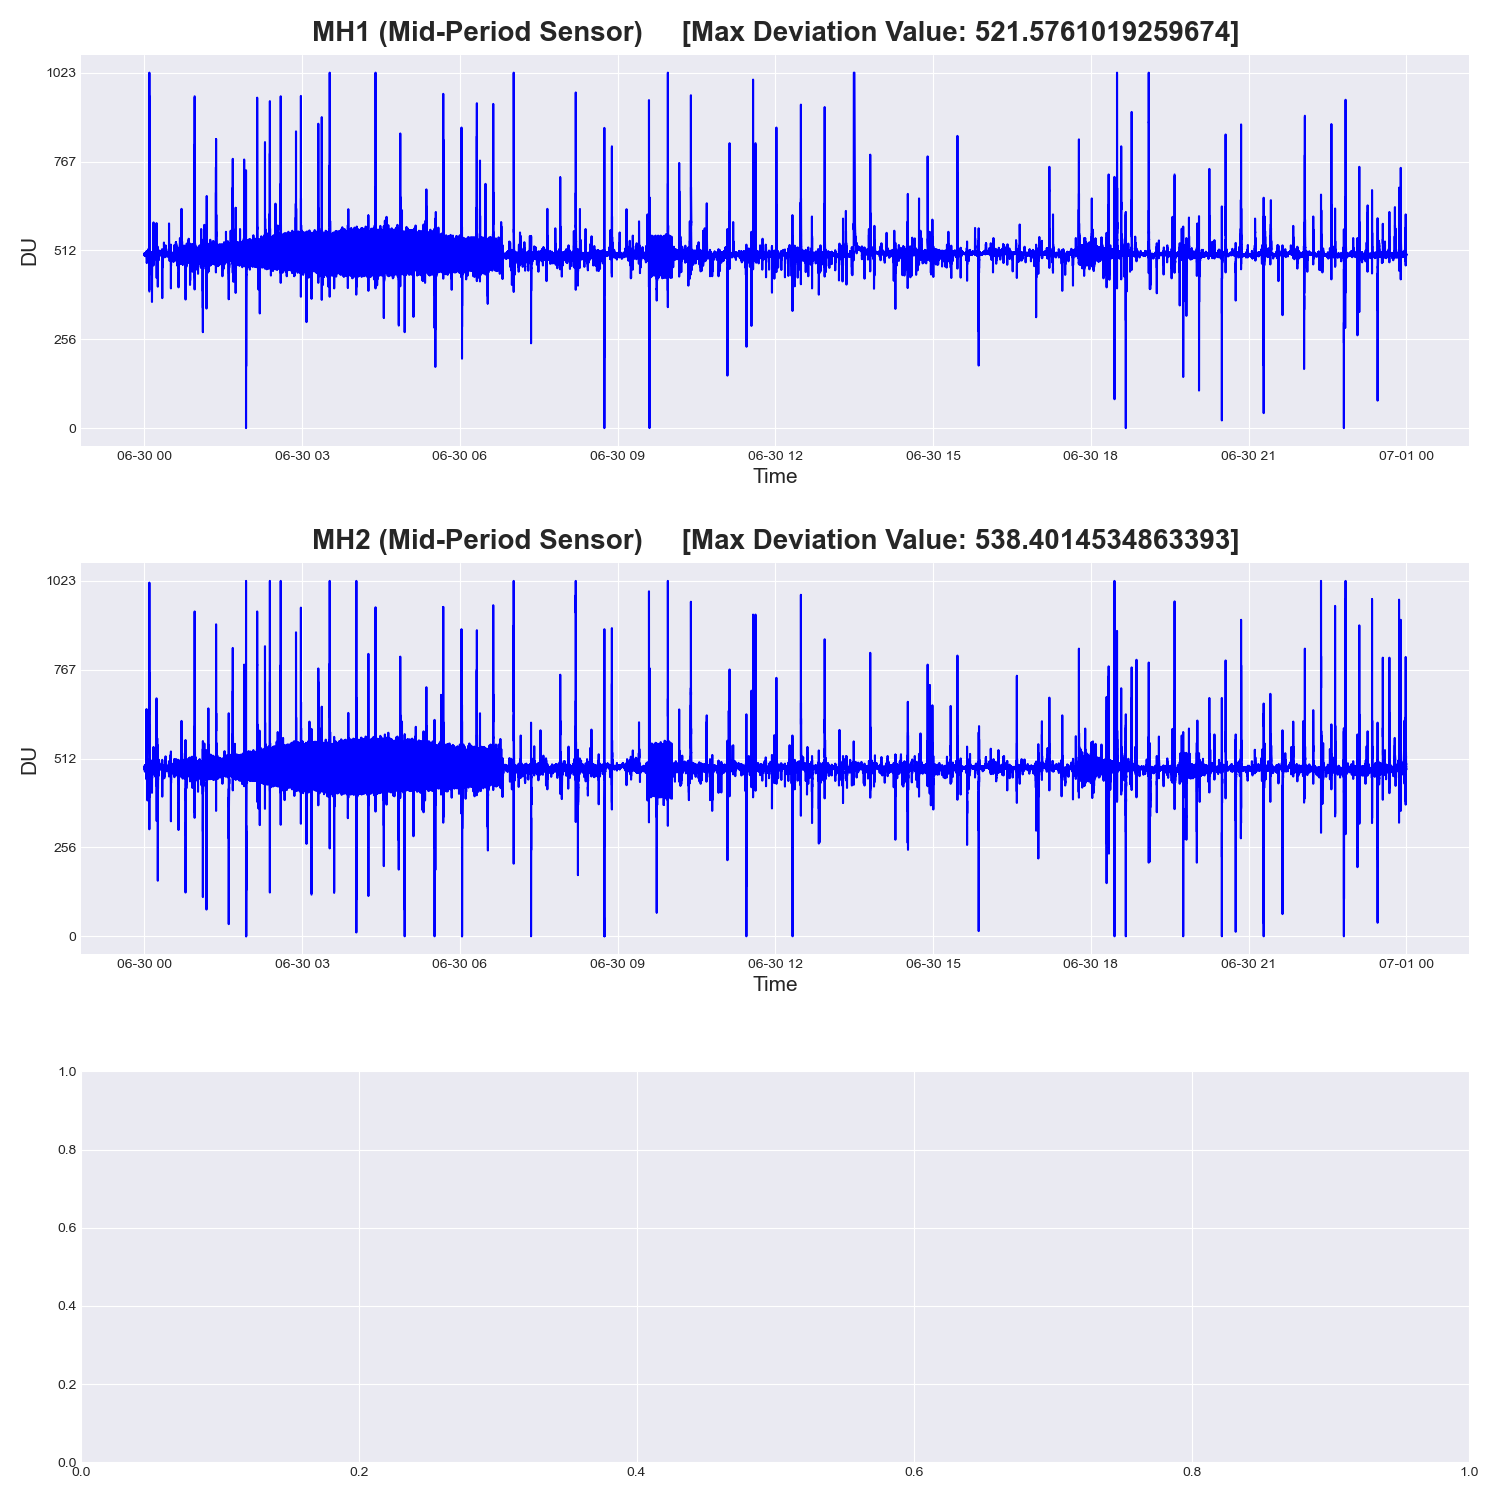 MH1 (Mid-Period Sensor) [Max Deviation Value: 521.5761019259674]
1023
767
512
256
0
DU
06-30 00 06-30 03 06-30 06 06-30 09 06-30 12 06-30 15 06-30 18 06-30 21 07-01 00
Time
MH2 (Mid-Period Sensor) [Max Deviation Value: 538.4014534863393]
1023
767
512
256
0
DU
06-30 00 06-30 03 06-30 06 06-30 09 06-30 12 06-30 15 06-30 18 06-30 21 07-01 00
Time
1.0
0.8
0.6
0.4
0.2
0.0
0.0 0.2 0.4 0.6 0.8 1.0